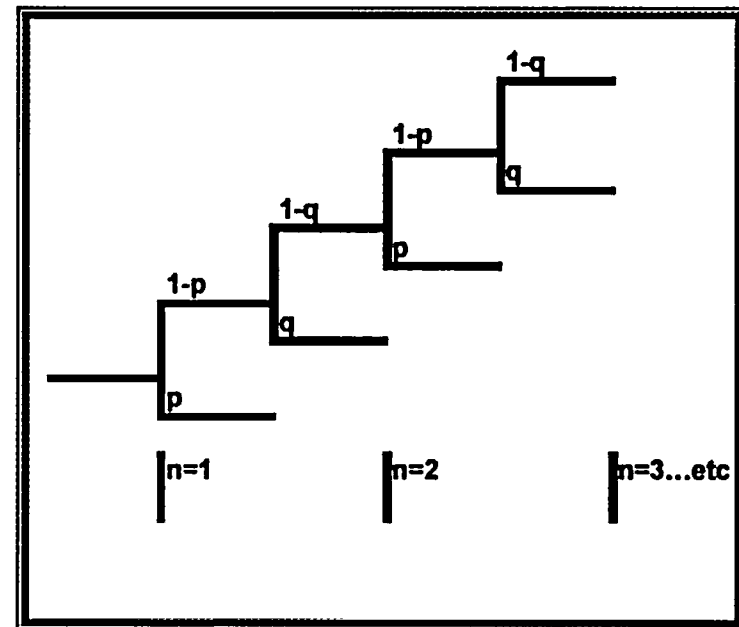 1-q
1-p
q
1-q
p
1-p
q
p
n=1
n=2
n=3...etc